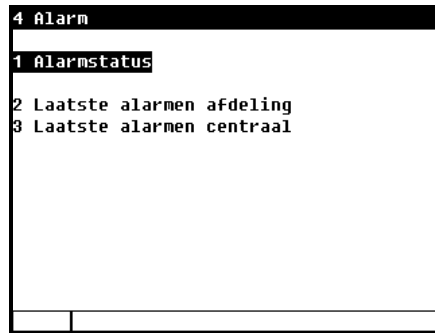 4 Alarm
1 Alarmstatus
2 Laatste alarmen afdeling
3 Laatste alarmen centraal